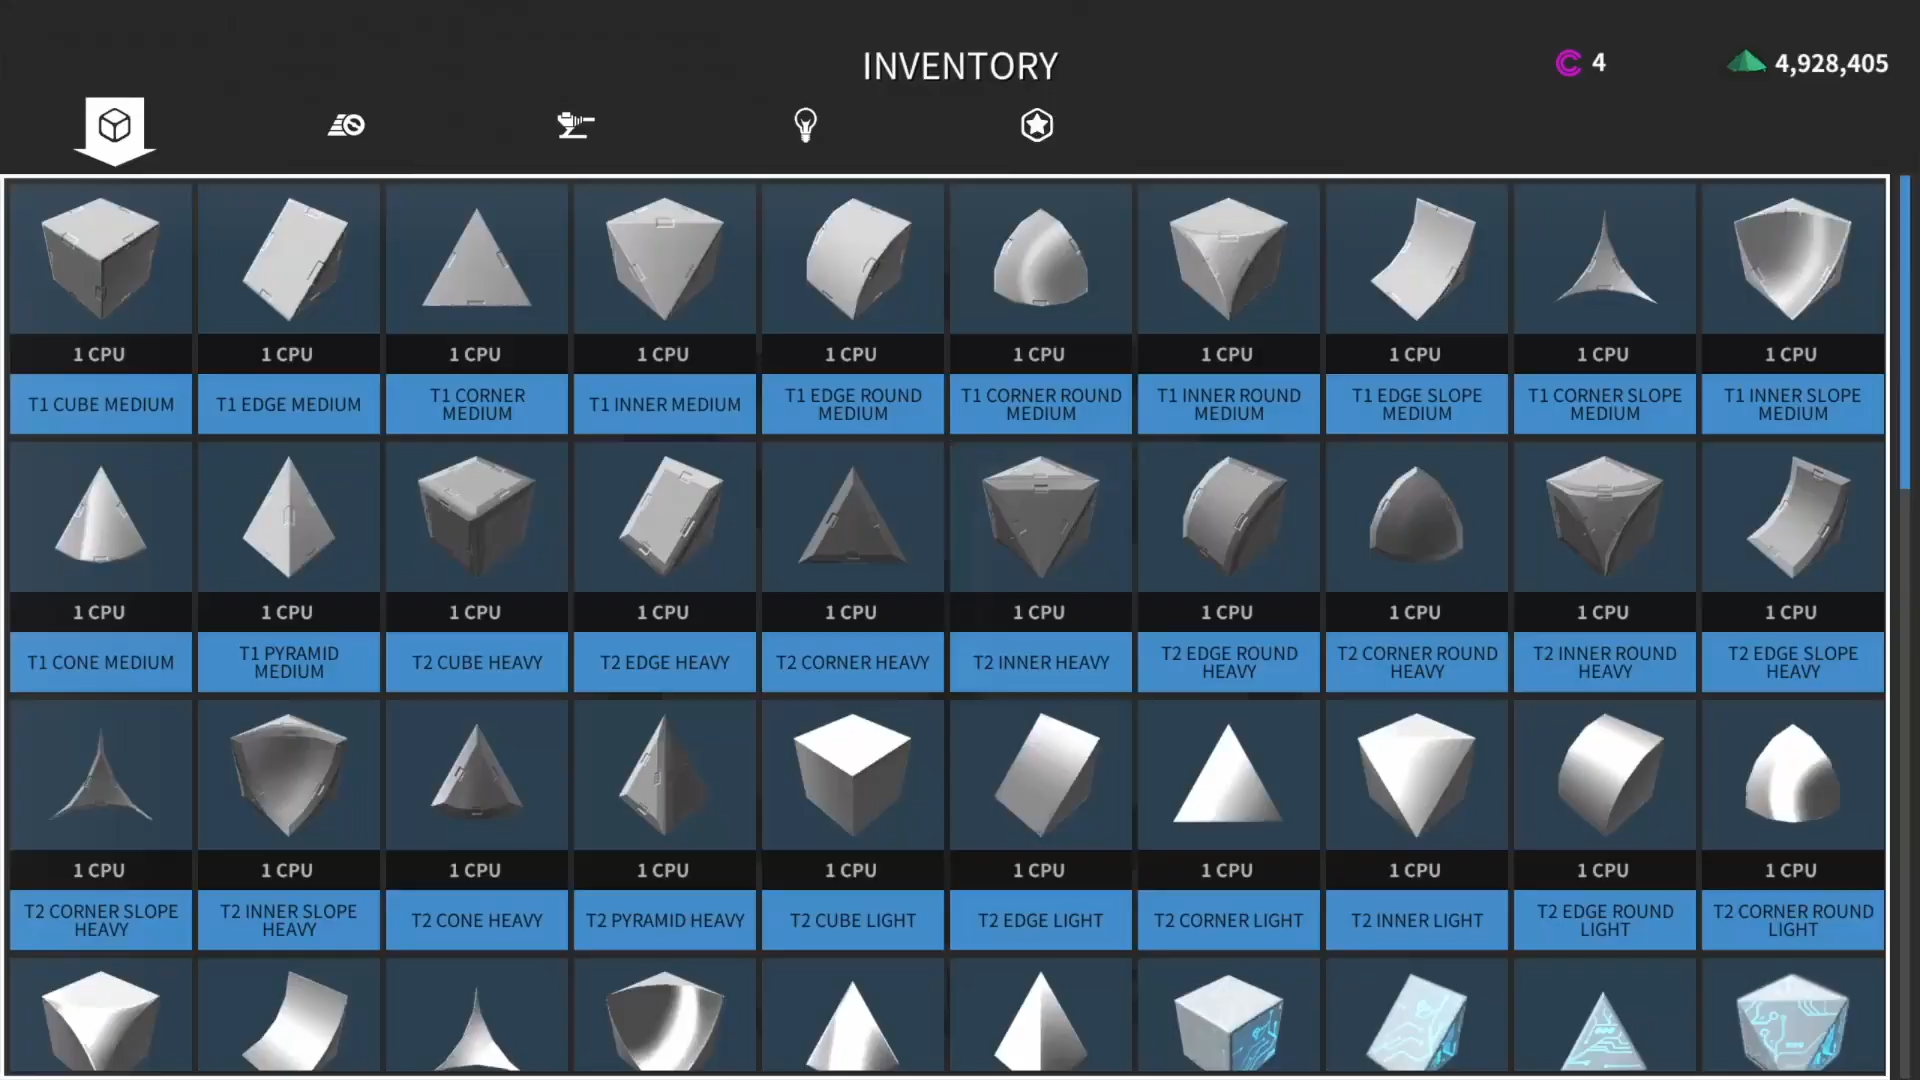 INVENTORY
4
4,928,405
1 CPU
1 CPU
1 CPU
1 CPU
1 CPU
1 CPU
1 CPU
1 CPU
1 CPU
1 CPU
T1 CUBE MEDIUM
T1 EDGE MEDIUM
T1 CORNER
MEDIUM
T1 INNER MEDIUM
T1 EDGE ROUND
MEDIUM
T1 CORNER ROUND
MEDIUM
T1 INNER ROUND
MEDIUM
T1 EDGE SLOPE
MEDIUM
T1 CORNER SLOPE
MEDIUM
T1 INNER SLOPE
MEDIUM
1 CPU
1 CPU
1 CPU
1 CPU
1 CPU
1 CPU
1 CPU
1 CPU
1 CPU
1 CPU
T1 CONE MEDIUM
T1 PYRAMID
MEDIUM
T2 CUBE HEAVY
T2 EDGE HEAVY
T2 CORNER HEAVY
T2 INNER HEAVY
T2 EDGE ROUND
HEAVY
T2 CORNER ROUND
HEAVY
T2 INNER ROUND
HEAVY
T2 EDGE SLOPE
HEAVY
1 CPU
1 CPU
1 CPU
1 CPU
1 CPU
1 CPU
1 CPU
1 CPU
1 CPU
1 CPU
T2 CORNER SLOPE
HEAVY
T2 INNER SLOPE
HEAVY
T2 CONE HEAVY
T2 PYRAMID HEAVY
T2 CUBE LIGHT
T2 EDGE LIGHT
T2 CORNER LIGHT
T2 INNER LIGHT
T2 EDGE ROUND
LIGHT
T2 CORNER ROUND
LIGHT